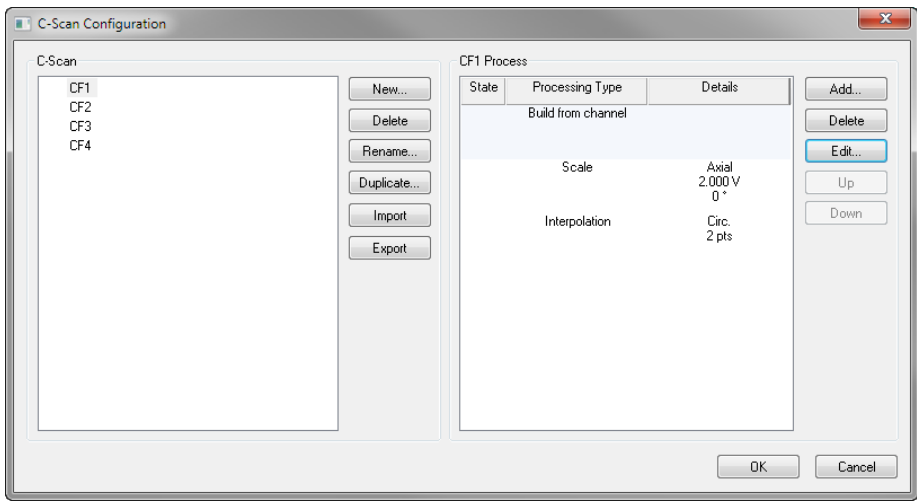 C-Scan Configuration
C-Scan
CF1
CF2
CF3
CF4
New...
Delete
Rename...
Duplicate...
Import
Export
CF1 Process
State Processing Type Details
Build from channel
Scale Axial
2.000 V
0 °
Interpolation Circ.
2 pts
Add...
Delete
Edit...
Up
Down
OK Cancel